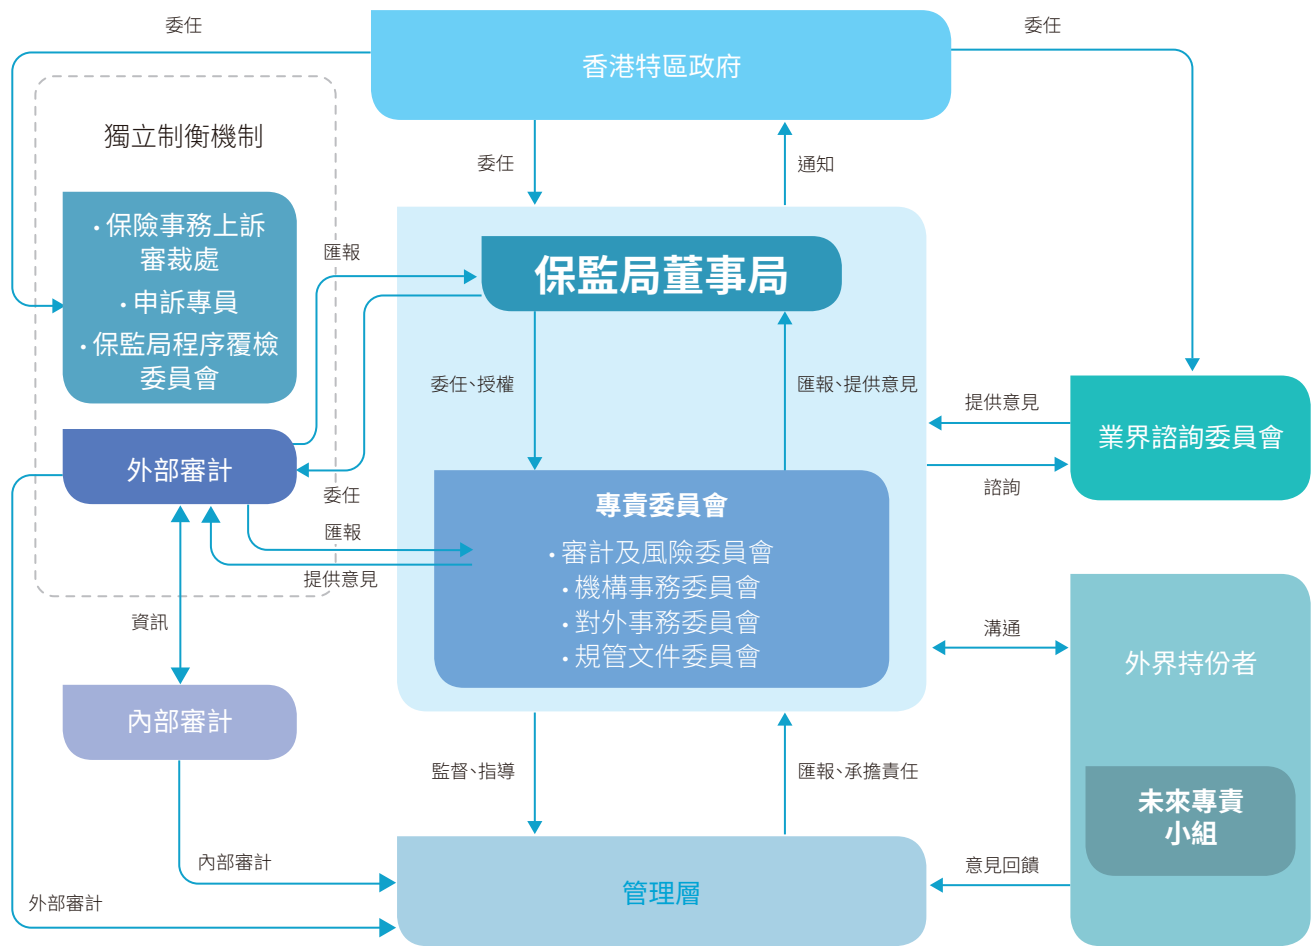 委任
香港特區政府
委任
獨立制衡機制
委任
通知
• 保險事務上訴
審裁處
• 申訴專員
• 保監局程序覆檢
委員會
匯報
保監局董事局
委任、授權
匯報、提供意見
提供意見
業界諮詢委員會
諮詢
外部審計
委任
匯報
提供意見
專責委員會
• 審計及風險委員會
• 機構事務委員會
• 對外事務委員會
• 規管文件委員會
資訊
溝通
外界持份者
內部審計
監督、指導
匯報、承擔責任
未來專責
小組
內部審計
管理層
意見回饋
外部審計